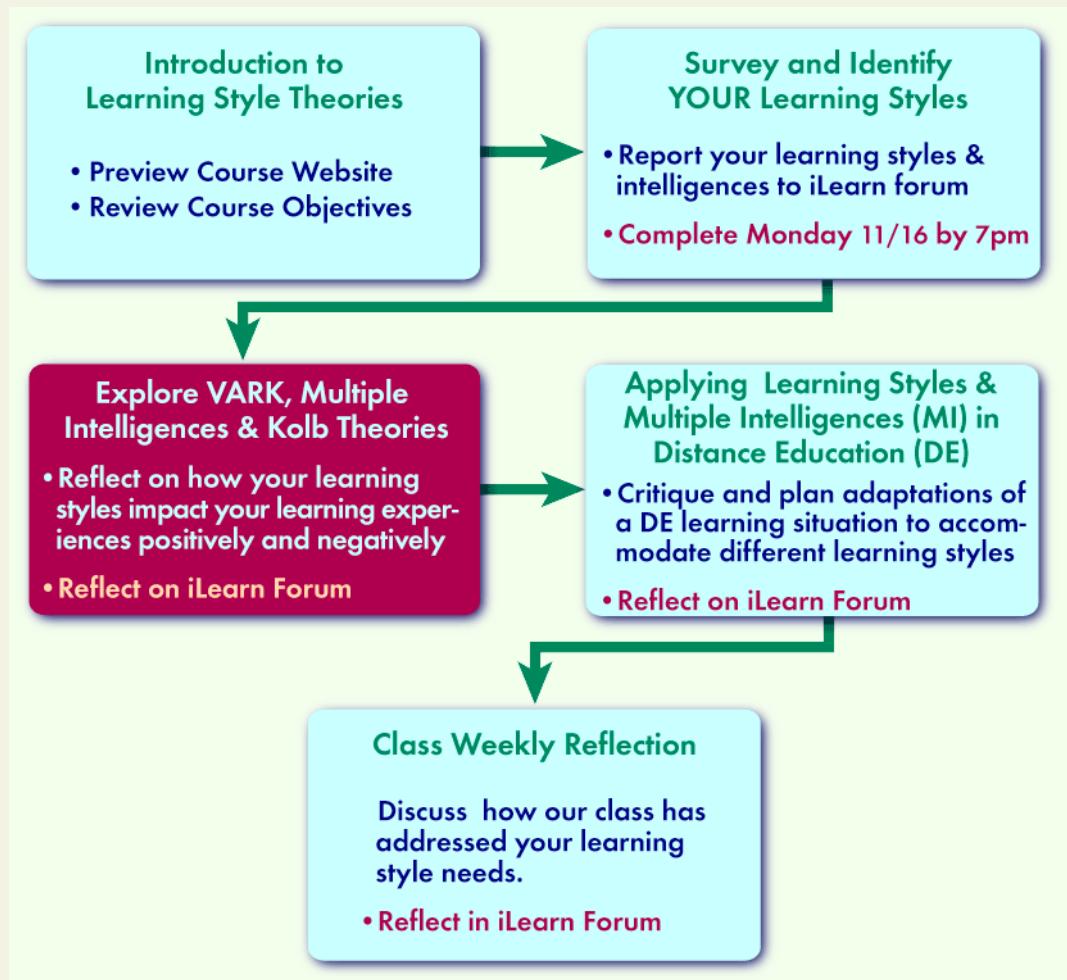 Introduction to
Learning Style Theories
• Preview Course Website
• Review Course Objectives
Survey and Identify
YOUR Learning Styles
• Report your learning styles &
intelligences to iLearn forum
• Complete Monday 11/16 by 7pm
Explore VARK, Multiple
Intelligences & Kolb Theories
• Reflect on how your learning
styles impact your learning exper-
iences positively and negatively
• Reflect on iLearn Forum
Applying Learning Styles &
Multiple Intelligences (MI) in
Distance Education (DE)
• Critique and plan adaptations of
a DE learning situation to accom-
modate different learning styles
• Reflect on iLearn Forum
Class Weekly Reflection
Discuss how our class has
addressed your learning
style needs.
• Reflect in iLearn Forum